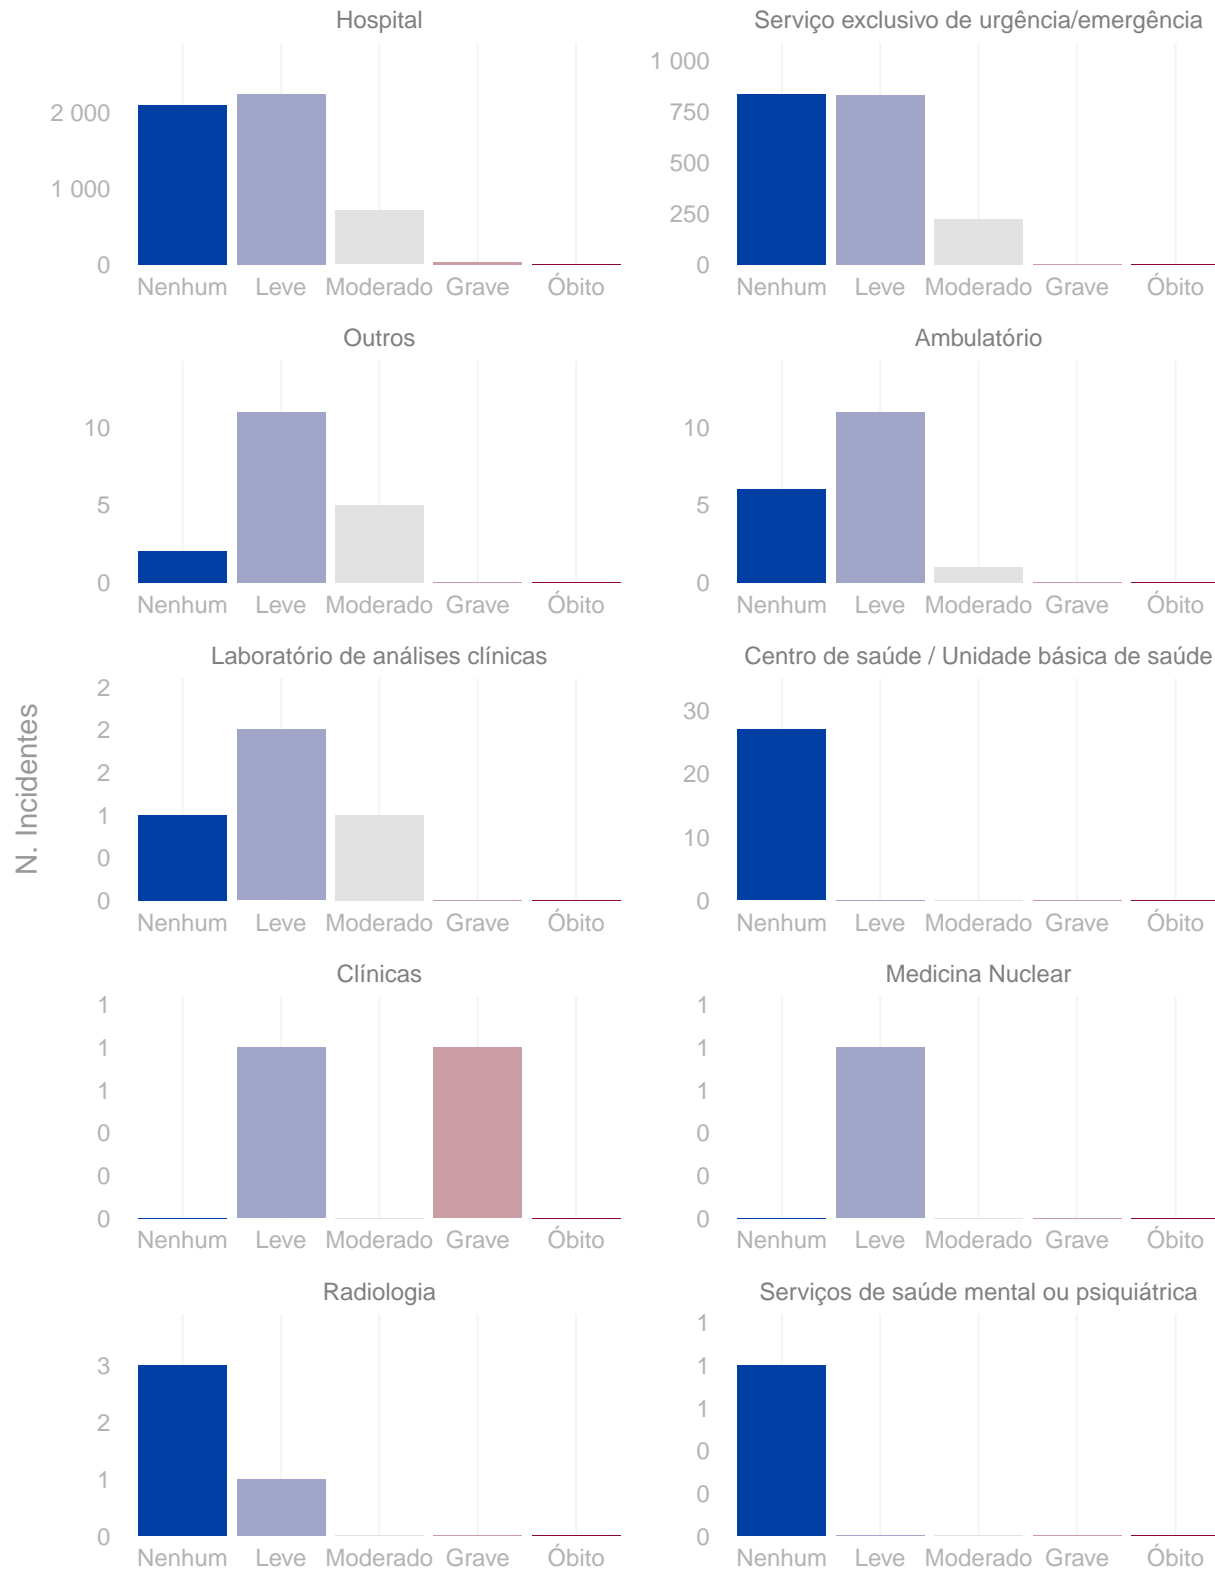 Hospital
2 000
1 000
0
Nenhum Leve Moderado Grave Óbito
Serviço exclusivo de urgência/emergência
1 000
750
500
250
0
Nenhum Leve Moderado Grave Óbito
Outros
10
5
0
Nenhum Leve Moderado Grave Óbito
Ambulatório
10
5
0
Nenhum Leve Moderado Grave Óbito
N. Incidentes
Laboratório de análises clínicas
2
2
2
1
0
0
Nenhum Leve Moderado Grave Óbito
Centro de saúde / Unidade básica de saúde
30
20
10
0
Nenhum Leve Moderado Grave Óbito
Clínicas
1
1
1
0
0
0
Nenhum Leve Moderado Grave Óbito
Medicina Nuclear
1
1
1
0
0
0
Nenhum Leve Moderado Grave Óbito
Radiologia
3
2
1
0
Nenhum Leve Moderado Grave Óbito
Serviços de saúde mental ou psiquiátrica
1
1
1
0
0
0
Nenhum Leve Moderado Grave Óbito